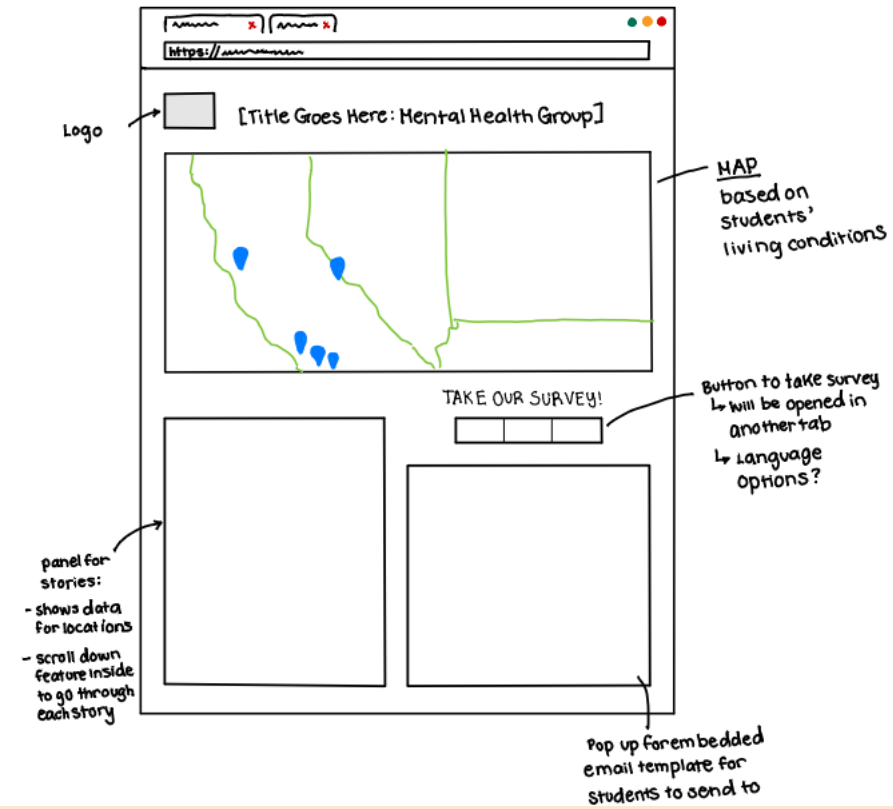 https://
Logo
[Title Goes Here: Mental Health Group]
MAP
based on
students'
living conditions
TAKE OUR SURVEY!
Button to take survey
↳ will be opened in
another tab
↳ Language
Options?
panel for
stories:
- shows data
for locations
- scroll down
feature inside
to go through
each story
Pop up for embedded
email template for
students to send to